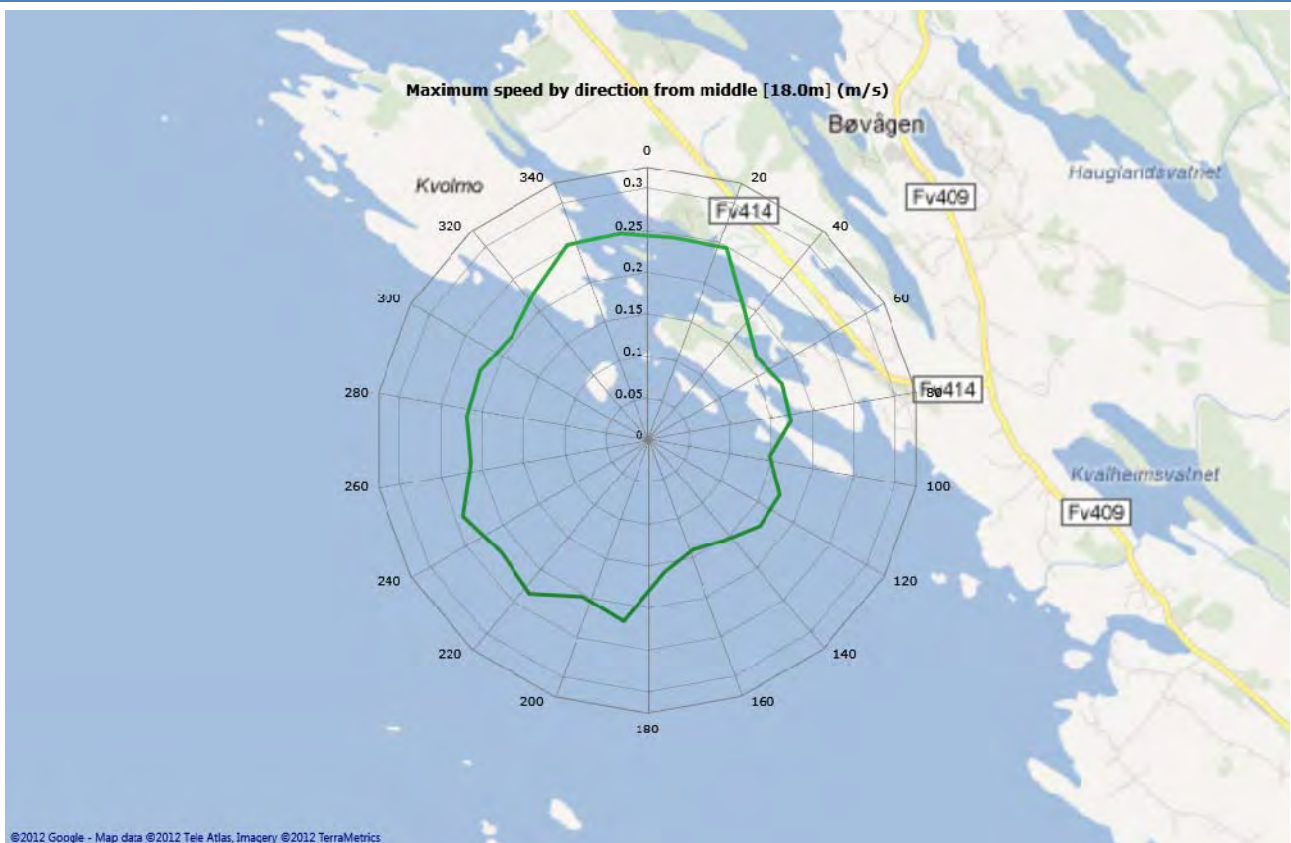 Maximum speed by direction from middle [18.0m] (m/s)
Bøvågen
Hauglandsvatnet
Kvolmo
Fv409
Fv414
0
20
40
60
80
100
120
140
160
180
200
220
240
260
280
300
320
340
0.3
0.25
0.2
0.15
0.1
0.05
0
Fv414
Kvalheimsvatnet
Fv409
©2012 Google - Map data ©2012 Tele Atlas, Imagery ©2012 TerraMetrics